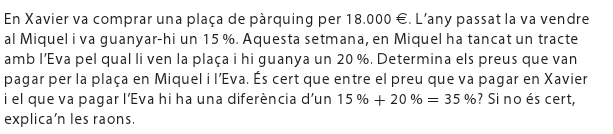 En Xavier va comprar una plaça de pàrquing per 18.000 €. L’any passat la va vendre
al Miquel i va guanyar-hi un 15 %. Aquesta setmana, en Miquel ha tancat un tracte
amb l’Eva pel qual li ven la plaça i hi guanya un 20 %. Determina els preus que van
pagar per la plaça en Miquel i l’Eva. És cert que entre el preu que va pagar en Xavier
i el que va pagar l’Eva hi ha una diferència d’un 15 % + 20 % = 35 %? Si no és cert,
explica’n les raons.